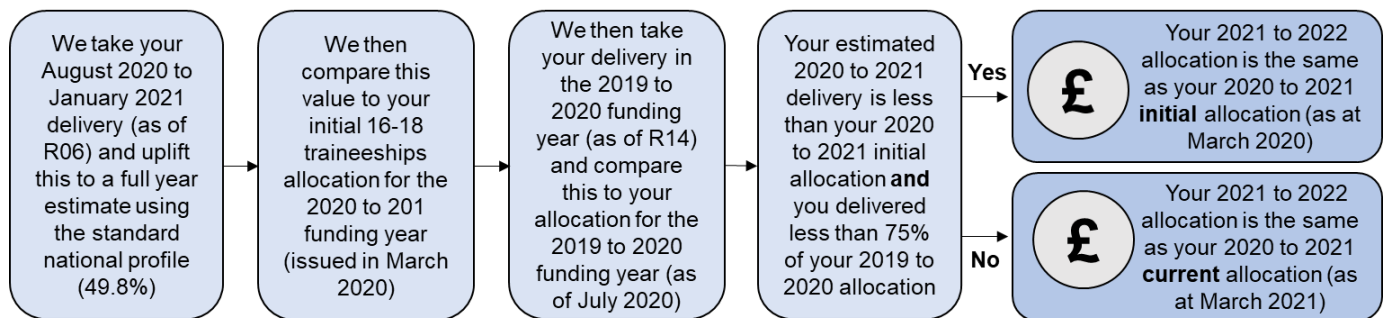 We take your
August 2020 to
January 2021
delivery (as of
R06) and uplift
this to a full year
estimate using
the standard
national profile
(49.8%)
We then
compare this
value to your
initial 16-18
traineeships
allocation for the
2020 to 201
funding year
(issued in March
2020)
We then take
your delivery in
the 2019 to
2020 funding
year (as of R14)
and compare
this to your
allocation for the
2019 to 2020
funding year (as
of July 2020)
Your estimated
2020 to 2021
delivery is less
than your 2020
to 2021 initial
allocation and
you delivered
less than 75%
of your 2019 to
2020 allocation
Yes
£
Your 2021 to 2022
allocation is the same
as your 2020 to 2021
initial allocation (as at
March 2020)
No
£
Your 2021 to 2022
allocation is the same
as your 2020 to 2021
current allocation (as
at March 2021)